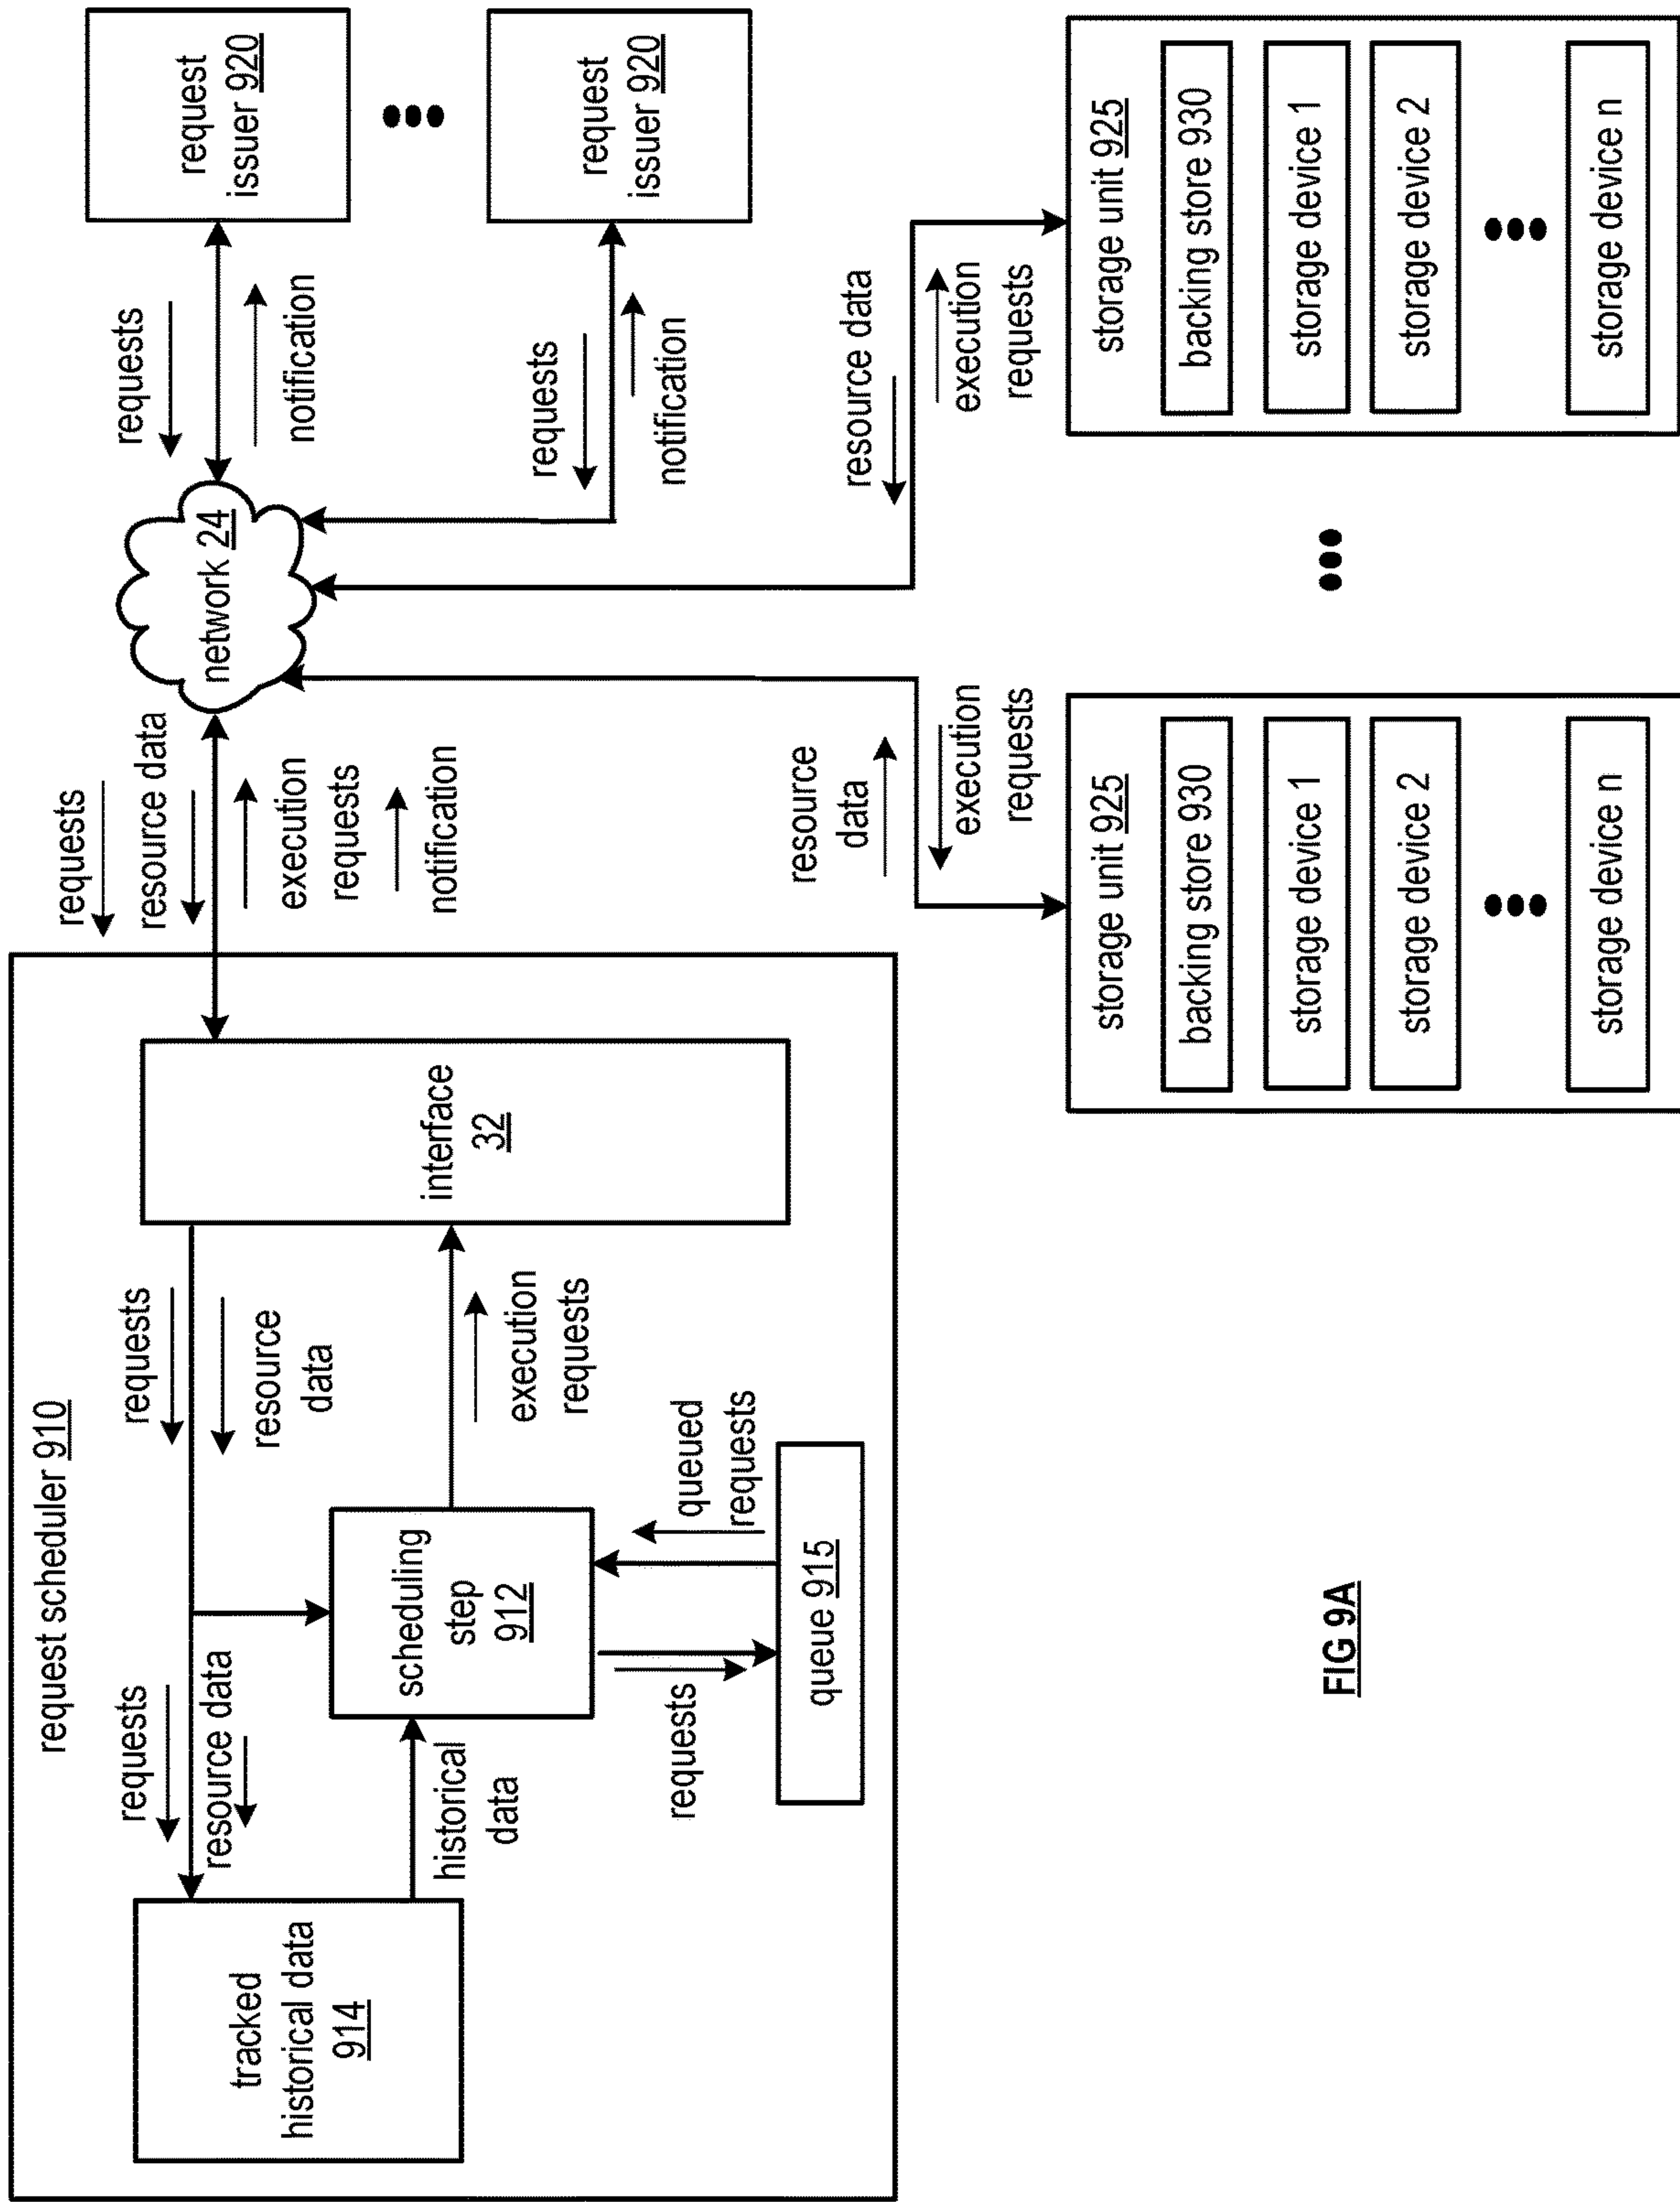 request scheduler 910
tracked
historical data
914
requests
resource data
historical
data
scheduling
step
912
requests
queued
requests
queue 915
requests
resource
data
execution
requests
interface
32
requests
resource data
execution
requests
notification
network 24
requests
notification
request
issuer 920
requests
notification
request
issuer 920
resource
data
execution
requests
resource data
execution
requests
storage unit 925
backing store 930
storage device 1
storage device 2
storage device n
storage unit 925
backing store 930
storage device 1
storage device 2
storage device n
FIG 9A